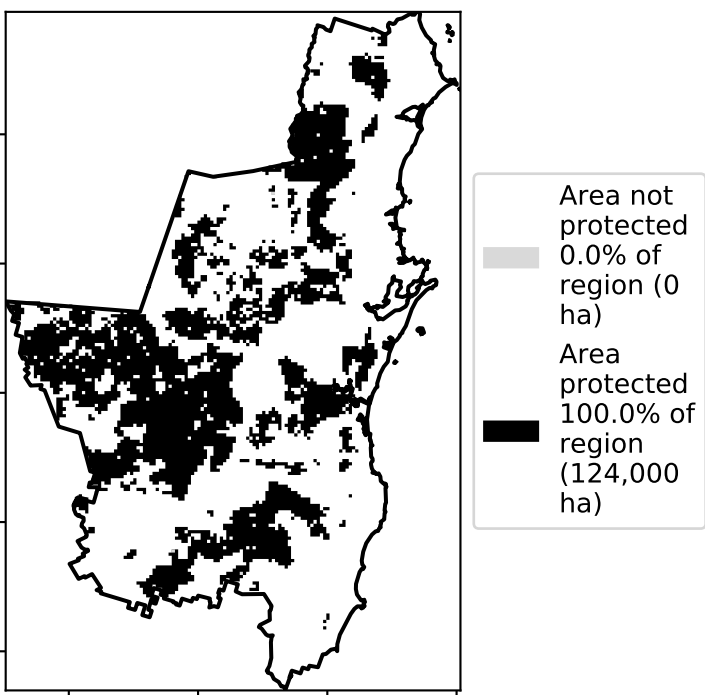 Area not
protected
0.0% of
region (0
ha)
Area
protected
100.0% of
region
(124,000
ha)